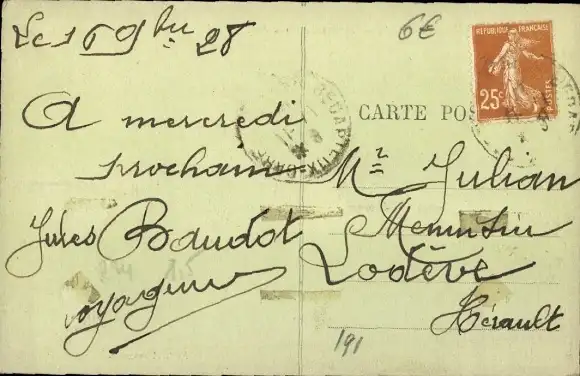 Le 16 9bre 28
A mercredi
prochain
Jules Baudot
voyageur
6€
CARTE POS
REPUBLIQUE FRANÇAISE
25c
POSTES
Mr Julian
Menuisier
Lodève
Hérault
191